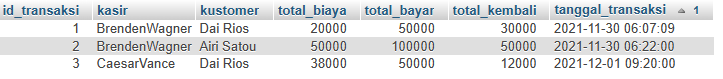 id_transaksi kasir kustomer total_biaya total_bayar total_kembali tanggal_transaksi 1
1 BrendenWagner Dai Rios 20000 50000 30000 2021-11-30 06:07:09
2 BrendenWagner Airi Satou 50000 100000 50000 2021-11-30 06:22:00
3 CaesarVance Dai Rios 38000 50000 12000 2021-12-01 09:20:00